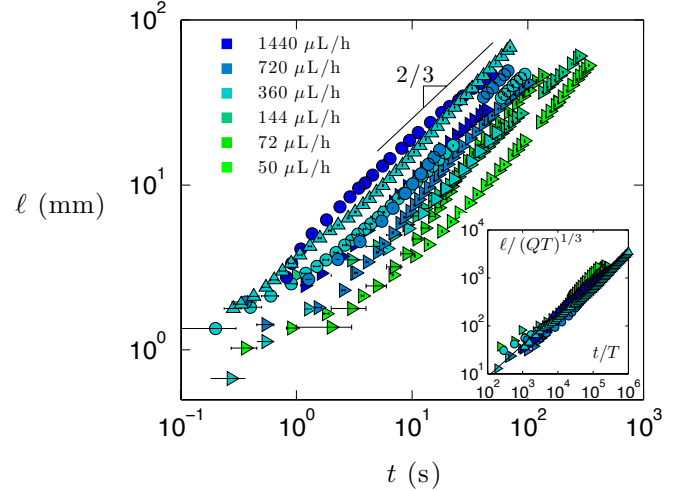 10²
1440 μL/h
720 μL/h
360 μL/h
144 μL/h
72 μL/h
50 μL/h
2/3
10¹
ℓ (mm)
10⁰
10⁴
ℓ/(QT)^{1/3}
10³
10²
t/T
10¹
10² 10³ 10⁴ 10⁵ 10⁶
10⁻¹ 10⁰ 10¹ 10² 10³
t (s)